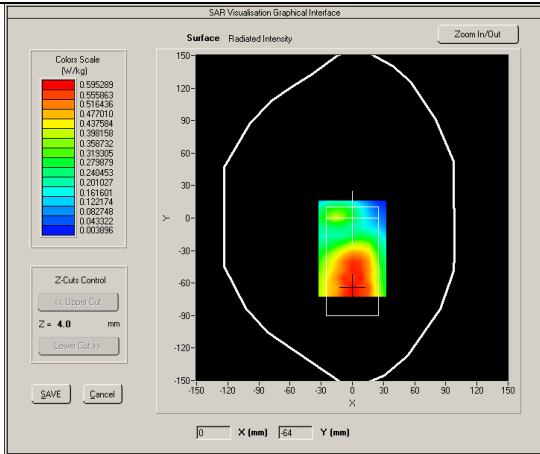 SAR Visualisation Graphical Interface
Surface Radiated Intensity
Zoom In/Out
Colors Scale
(W/kg)
0.595289
0.555863
0.516436
0.477010
0.437584
0.398158
0.358732
0.319305
0.279879
0.240453
0.201027
0.161601
0.122174
0.082748
0.043322
0.003896
Z-Cuts Control
<< Upper Cut
Z = 4.0 mm
Lower Cut >>
SAVE
Cancel
150
120
90
60
30
0
-30
-60
-90
-120
-150
Y
-150 -120 -90 -60 -30 0 30 60 90 120 150
X
0 X (mm) -64 Y (mm)